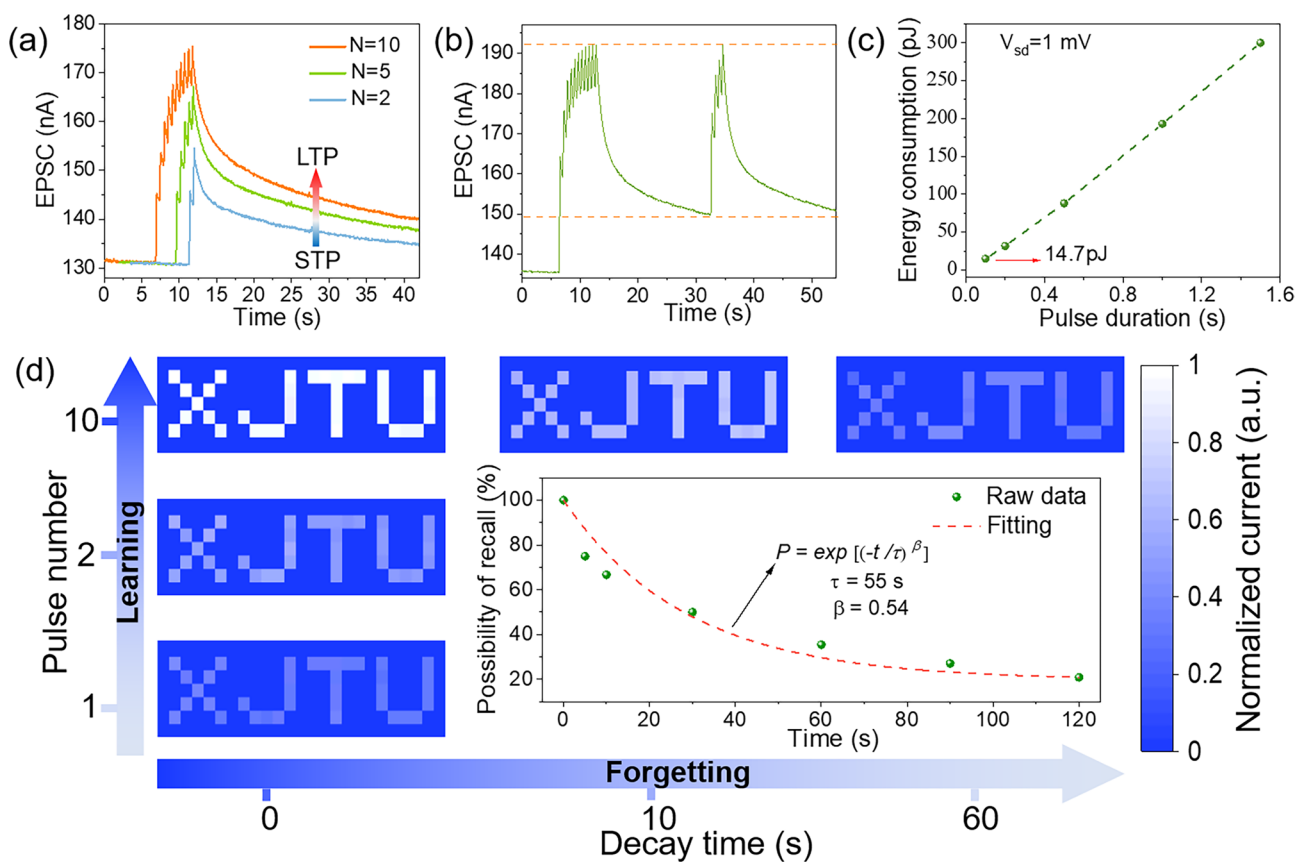 (a)
180
170
160
150
140
130
EPSC (nA)
N=10
N=5
N=2
LTP
STP
0 5 10 15 20 25 30 35 40
Time (s)
(b)
200
190
180
170
160
150
140
EPSC (nA)
0 10 20 30 40 50
Time (s)
(c)
300
250
200
150
100
50
0
Energy consumption (pJ)
Vsd=1 mV
14.7pJ
0.0 0.4 0.8 1.2 1.6
Pulse duration (s)
(d)
10
2
1
Pulse number
Learning
XJTU
XJTU
XJTU
XJTU
XJTU
100
80
60
40
20
Possibility of recall (%)
Raw data
Fitting
P = exp [(-t /τ) β]
τ = 55 s
β = 0.54
0 20 40 60 80 100 120
Time (s)
1
0.8
0.6
0.4
0.2
0
Normalized current (a.u.)
Forgetting
0 10 60
Decay time (s)